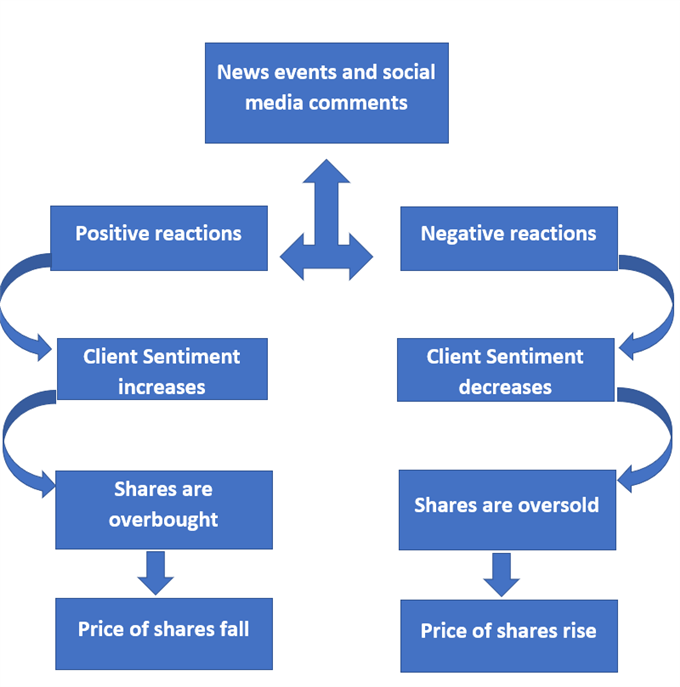 News events and social
media comments
Positive reactions
Negative reactions
Client Sentiment
increases
Client Sentiment
decreases
Shares are
overbought
Shares are oversold
Price of shares fall
Price of shares rise